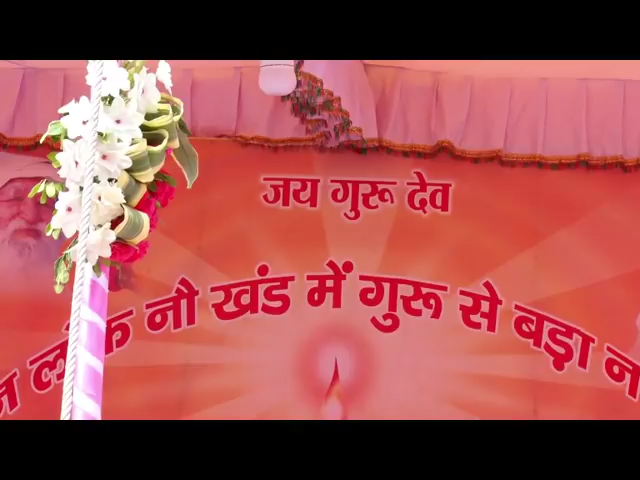 जय गुरू देव
नौ खंड में गुरू से बड़ा